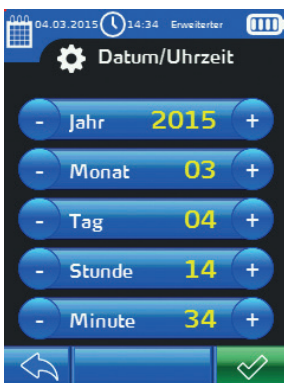 04.03.2015 14:34 Erweiterter
Datum/Uhrzeit
- Jahr 2015 +
- Monat 03 +
- Tag 04 +
- Stunde 14 +
- Minute 34 +